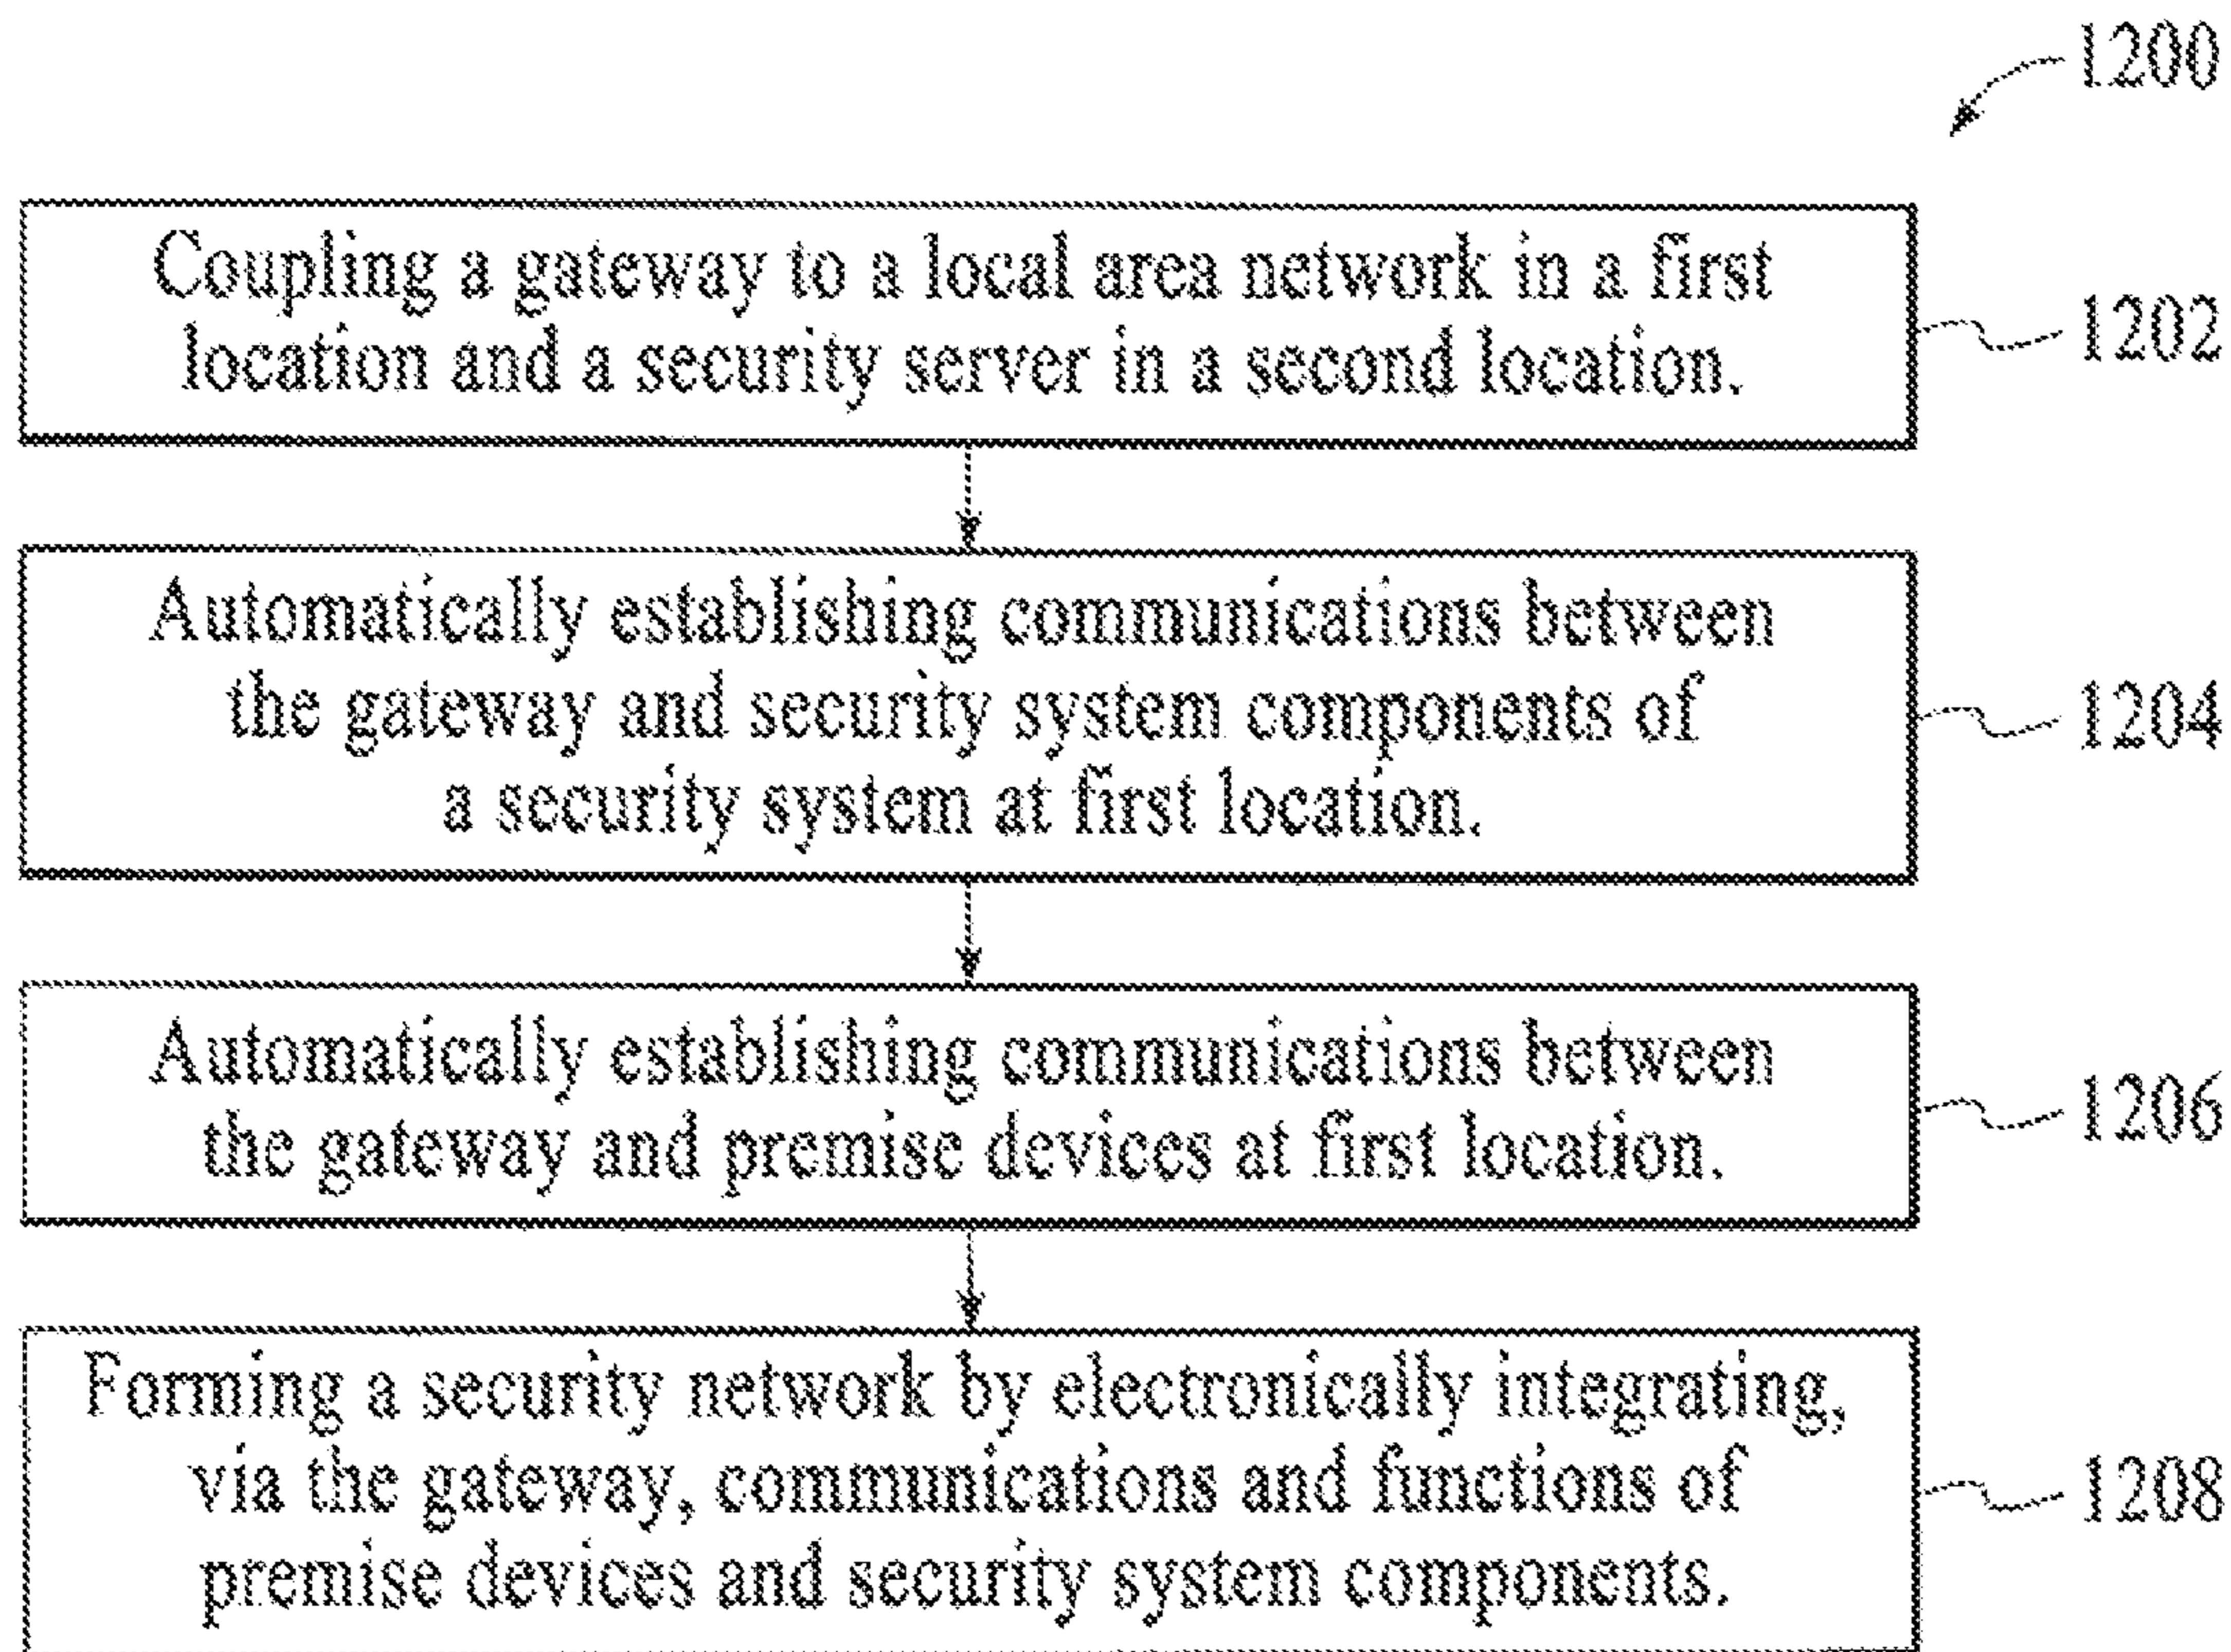 1200
Coupling a gateway to a local area network in a first
location and a security server in a second location.
1202
Automatically establishing communications between
the gateway and security system components of
a security system at first location.
1204
Automatically establishing communications between
the gateway and premise devices at first location.
1206
Forming a security network by electronically integrating,
via the gateway, communications and functions of
premise devices and security system components.
1208